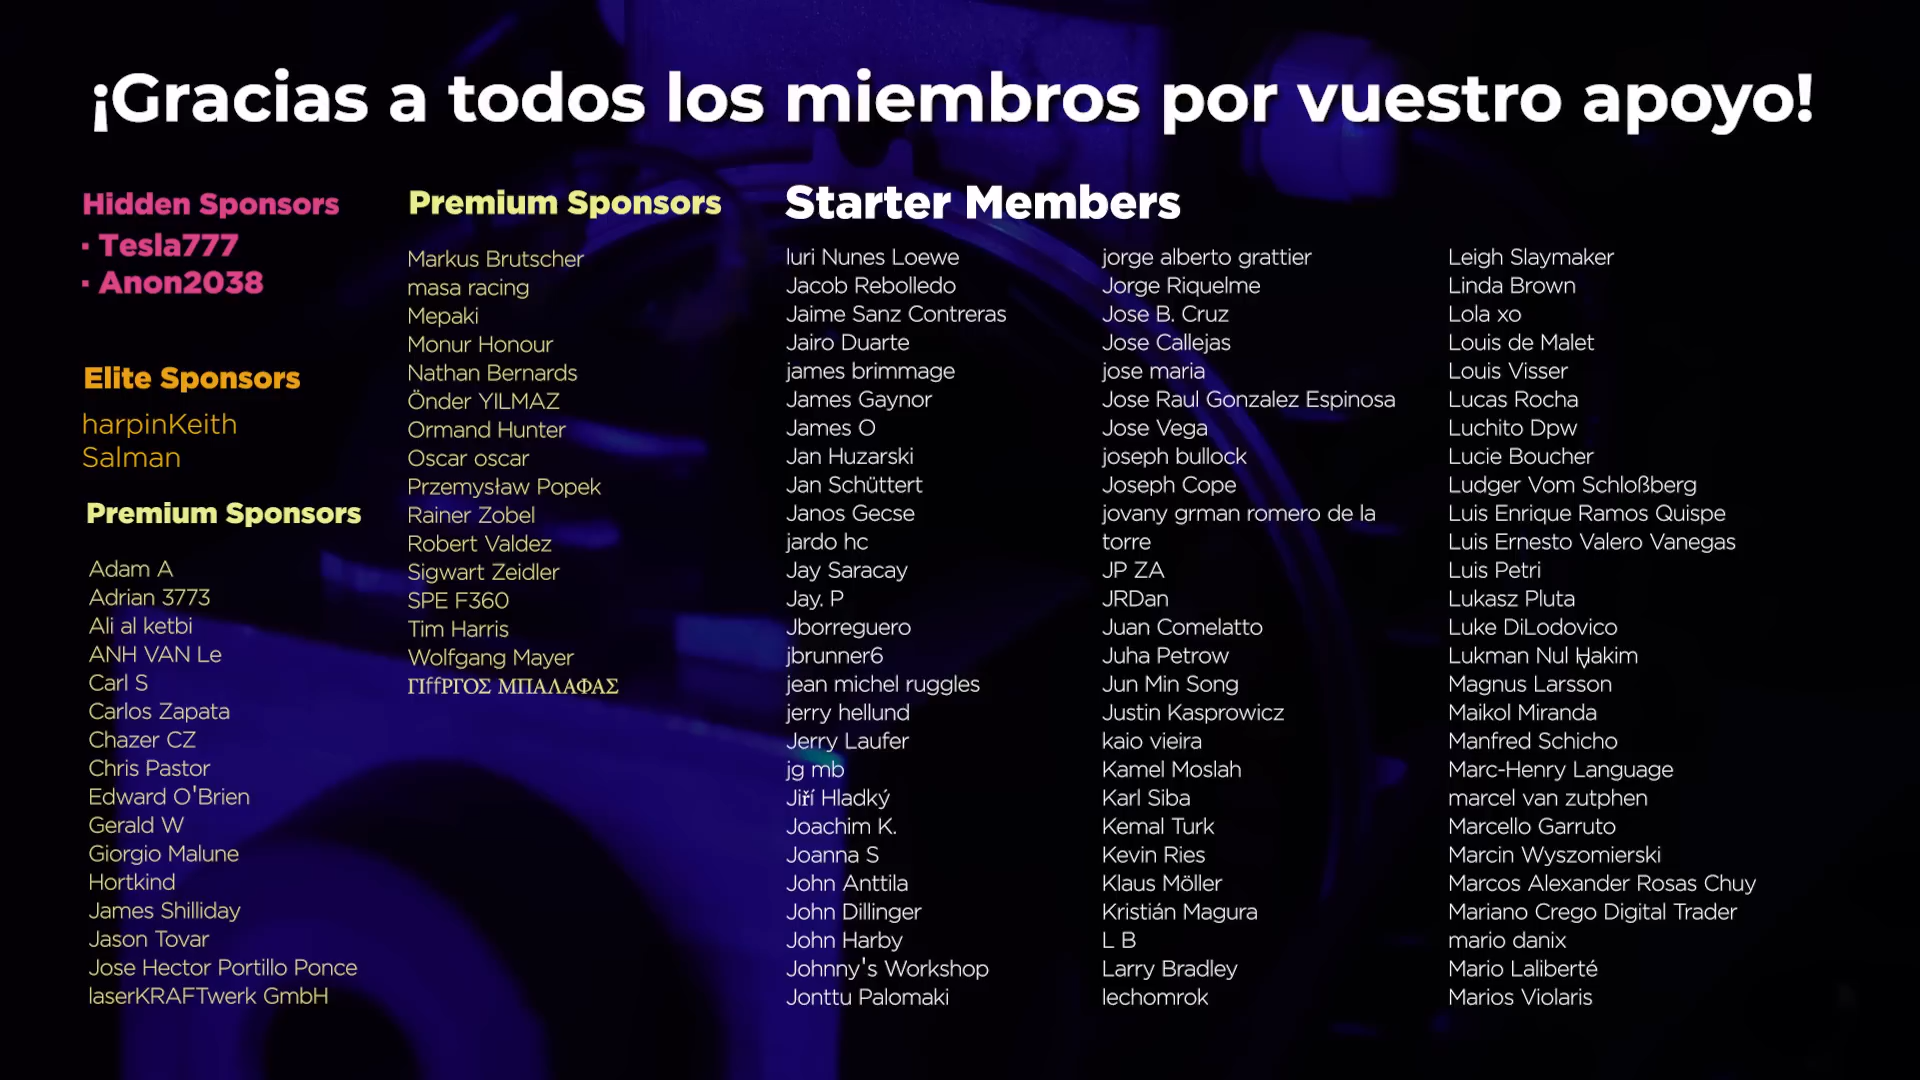 ¡Gracias a todos los miembros por vuestro apoyo!
Hidden Sponsors
· Tesla777
· Anon2038
Elite Sponsors
harpinKeith
Salman
Premium Sponsors
Adam A
Adrian 3773
Ali al ketbi
ANH VAN Le
Carl S
Carlos Zapata
Chazer CZ
Chris Pastor
Edward O'Brien
Gerald W
Giorgio Malune
Hortkind
James Shilliday
Jason Tovar
Jose Hector Portillo Ponce
laserKRAFTwerk GmbH
Premium Sponsors
Markus Brutscher
masa racing
Mepaki
Monur Honour
Nathan Bernards
Önder YILMAZ
Ormand Hunter
Oscar oscar
Przemysław Popek
Rainer Zobel
Robert Valdez
Sigwart Zeidler
SPE F360
Tim Harris
Wolfgang Mayer
ΓΙffΡΓΟΣ ΜΠΑΛΑΦΑΣ
Starter Members
Iuri Nunes Loewe
Jacob Rebolledo
Jaime Sanz Contreras
Jairo Duarte
james brimmage
James Gaynor
James O
Jan Huzarski
Jan Schüttert
Janos Gecse
jardo hc
Jay Saracay
Jay. P
Jborreguero
jbrunner6
jean michel ruggles
jerry hellund
Jerry Laufer
jg mb
Jiří Hladký
Joachim K.
Joanna S
John Anttila
John Dillinger
John Harby
Johnny's Workshop
Jonttu Palomaki
jorge alberto grattier
Jorge Riquelme
Jose B. Cruz
Jose Callejas
jose maria
Jose Raul Gonzalez Espinosa
Jose Vega
joseph bullock
Joseph Cope
jovany grman romero de la
torre
JP ZA
JRDan
Juan Comelatto
Juha Petrow
Jun Min Song
Justin Kasprowicz
kaio vieira
Kamel Moslah
Karl Siba
Kemal Turk
Kevin Ries
Klaus Möller
Kristián Magura
L B
Larry Bradley
lechomrok
Leigh Slaymaker
Linda Brown
Lola xo
Louis de Malet
Louis Visser
Lucas Rocha
Luchito Dpw
Lucie Boucher
Ludger Vom Schloßberg
Luis Enrique Ramos Quispe
Luis Ernesto Valero Vanegas
Luis Petri
Lukasz Pluta
Luke DiLodovico
Lukman Nul Hakim
Magnus Larsson
Maikol Miranda
Manfred Schicho
Marc-Henry Language
marcel van zutphen
Marcello Garruto
Marcin Wyszomierski
Marcos Alexander Rosas Chuy
Mariano Crego Digital Trader
mario danix
Mario Laliberté
Marios Violaris